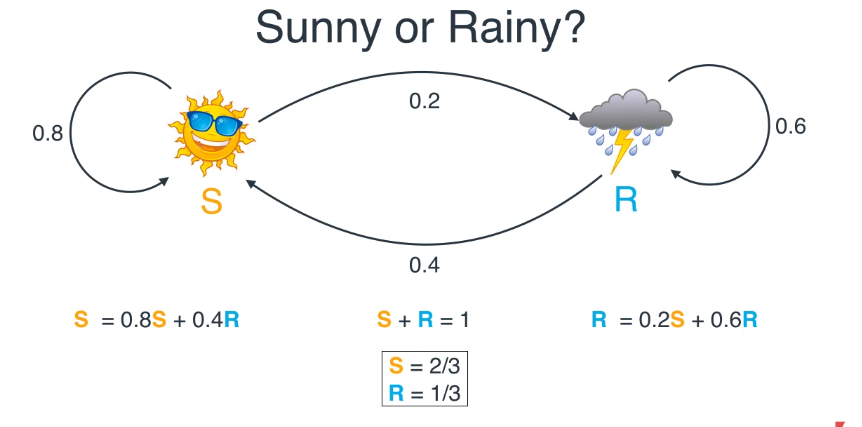 Sunny or Rainy?
0.8
0.2
0.6
S
R
0.4
S = 0.8S + 0.4R
S + R = 1
R = 0.2S + 0.6R
S = 2/3
R = 1/3